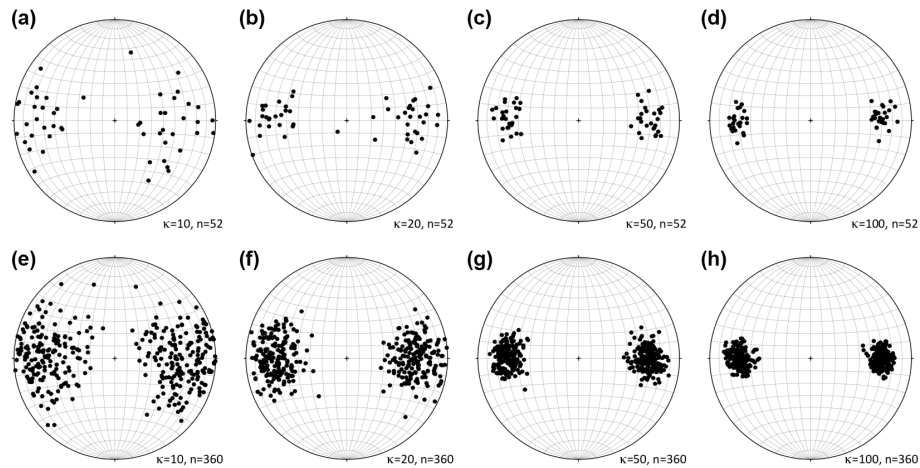 (a)
(b)
(c)
(d)
κ=10, n=52
κ=20, n=52
κ=50, n=52
κ=100, n=52
(e)
(f)
(g)
(h)
κ=10, n=360
κ=20, n=360
κ=50, n=360
κ=100, n=360